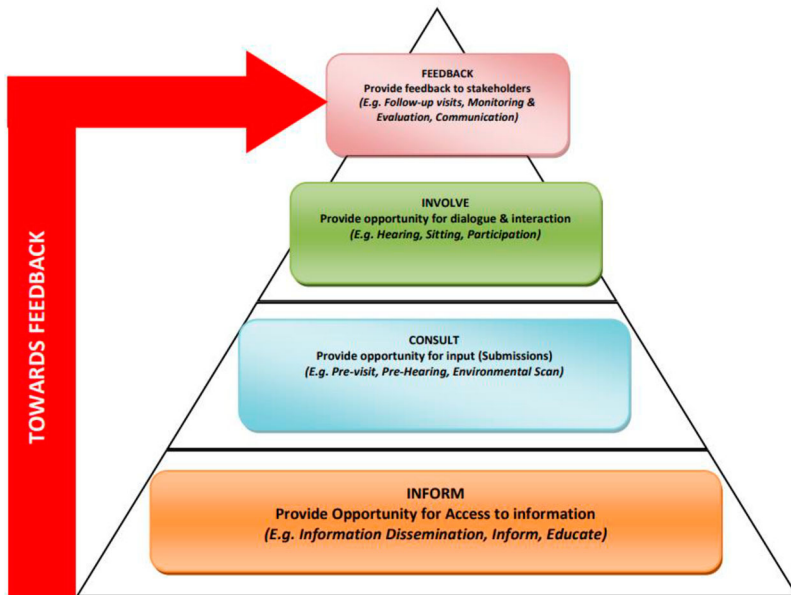 FEEDBACK
Provide feedback to stakeholders
(E.g. Follow-up visits, Monitoring &
Evaluation, Communication)
INVOLVE
Provide opportunity for dialogue & interaction
(E.g. Hearing, Sitting, Participation)
CONSULT
Provide opportunity for input (Submissions)
(E.g. Pre-visit, Pre-Hearing, Environmental Scan)
INFORM
Provide Opportunity for Access to information
(E.g. Information Dissemination, Inform, Educate)
TOWARDS FEEDBACK